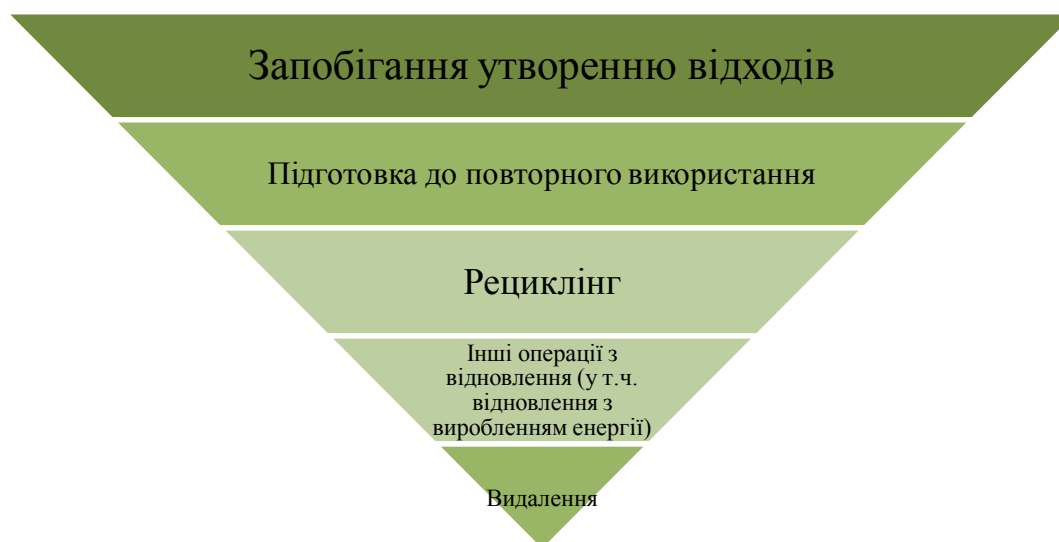 Запобігання утворенню відходів
Підготовка до повторного використання
Рециклінг
Інші операції з
відновлення (у т.ч.
відновлення з
виробленням енергії)
Видалення